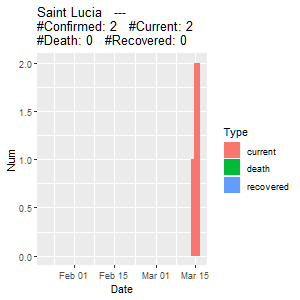 Saint Lucia   ---
#Confirmed: 2   #Current: 2
#Death: 0   #Recovered: 0
Num
2.0
1.5
1.0
0.5
0.0
Feb 01
Feb 15
Mar 01
Mar 15
Date
Type
current
death
recovered